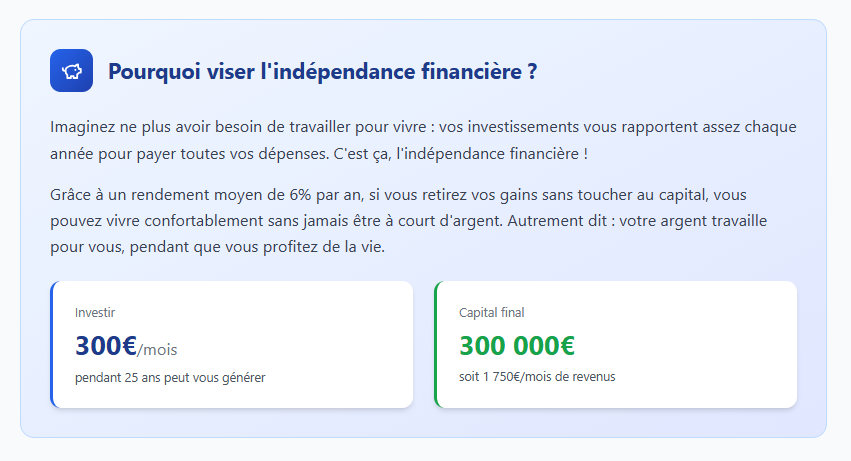 Pourquoi viser l'indépendance financière ?
Imaginez ne plus avoir besoin de travailler pour vivre : vos investissements vous rapportent assez chaque
année pour payer toutes vos dépenses. C'est ça, l'indépendance financière !
Grâce à un rendement moyen de 6% par an, si vous retirez vos gains sans toucher au capital, vous
pouvez vivre confortablement sans jamais être à court d'argent. Autrement dit : votre argent travaille
pour vous, pendant que vous profitez de la vie.
Investir
300€/mois
pendant 25 ans peut vous générer
Capital final
300 000€
soit 1 750€/mois de revenus